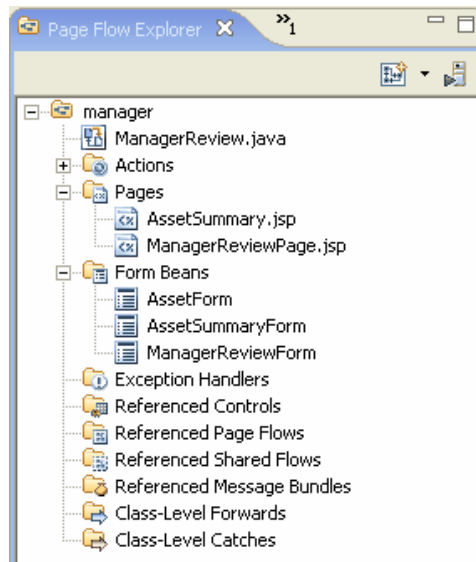 Page Flow Explorer
»1
manager
ManagerReview.java
Actions
Pages
AssetSummary.jsp
ManagerReviewPage.jsp
Form Beans
AssetForm
AssetSummaryForm
ManagerReviewForm
Exception Handlers
Referenced Controls
Referenced Page Flows
Referenced Shared Flows
Referenced Message Bundles
Class-Level Forwards
Class-Level Catches